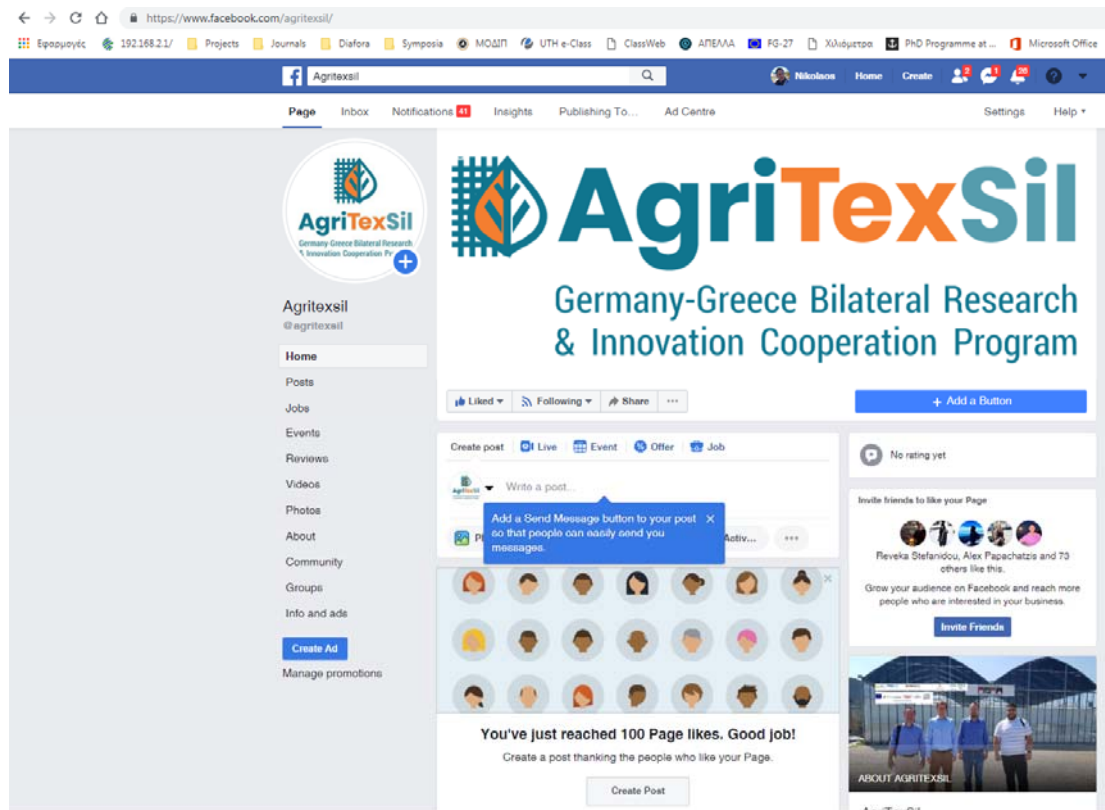 https://www.facebook.com/agritexsil/
Εφαρμογές 192.168.2.1/ Projects Journals Diafora Symposia ΜΟΔΙΠ UTH e-Class ClassWeb ΑΠΕΛΛΑ FG-27 Χιλιόμετρα PhD Programme at ... Microsoft Office
Agritexsil Nikolaos Home Create 2 1 26
Page Inbox Notifications 41 Insights Publishing To... Ad Centre Settings Help
AgriTexSil
Germany-Greece Bilateral Research
& Innovation Cooperation
AgriTexSil
Germany-Greece Bilateral Research
& Innovation Cooperation Program
Agritexsil
@agritexsil
Home
Posts
Jobs
Events
Reviews
Videos
Photos
About
Community
Groups
Info and ads
Create Ad
Manage promotions
Liked Following Share ...
+ Add a Button
Create post Live Event Offer Job
AgriTexSil
Write a post...
Add a Send Message button to your post
so that people can easily send you
messages.
Activ...
You've just reached 100 Page likes. Good job!
Create a post thanking the people who like your Page.
Create Post
No rating yet
Invite friends to like your Page
Reveka Stefanidou, Alex Papachatzis and 73
others like this.
Grow your audience on Facebook and reach more
people who are interested in your business.
Invite Friends
ABOUT AGRITEXSIL